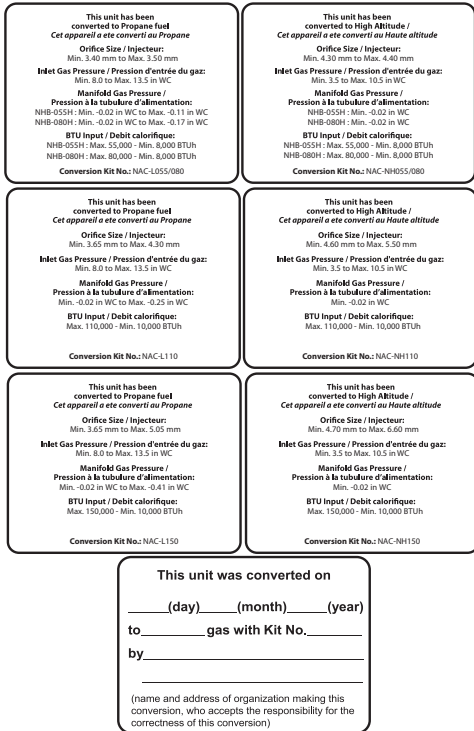 This unit has been
converted to Propane fuel
Cet appareil a ete converti au Propane
Orifice Size / Injecteur:
Min. 3.40 mm to Max. 3.50 mm
Inlet Gas Pressure / Pression d'entrée du gaz:
Min. 8.0 to Max. 13.5 in WC
Manifold Gas Pressure /
Pression à la tubulure d'alimentation:
NHB-055H : Min. -0.02 in WC to Max. -0.11 in WC
NHB-080H : Min. -0.02 in WC to Max. -0.17 in WC
BTU Input / Debit calorifique:
NHB-055H : Max. 55,000 - Min. 8,000 BTUh
NHB-080H : Max. 80,000 - Min. 8,000 BTUh
Conversion Kit No.: NAC-L055/080
This unit has been
converted to High Altitude /
Cet appareil a ete converti au Haute altitude
Orifice Size / Injecteur:
Min. 4.30 mm to Max. 4.40 mm
Inlet Gas Pressure / Pression d'entrée du gaz:
Min. 3.5 to Max. 10.5 in WC
Manifold Gas Pressure /
Pression à la tubulure d'alimentation:
NHB-055H : Min. -0.02 in WC
NHB-080H : Min. -0.02 in WC
BTU Input / Debit calorifique:
NHB-055H : Max. 55,000 - Min. 8,000 BTUh
NHB-080H : Max. 80,000 - Min. 8,000 BTUh
Conversion Kit No.: NAC-NH055/080
This unit has been
converted to Propane fuel
Cet appareil a ete converti au Propane
Orifice Size / Injecteur:
Min. 3.65 mm to Max. 4.30 mm
Inlet Gas Pressure / Pression d'entrée du gaz:
Min. 8.0 to Max. 13.5 in WC
Manifold Gas Pressure /
Pression à la tubulure d'alimentation:
Min. -0.02 in WC to Max. -0.25 in WC
BTU Input / Debit calorifique:
Max. 110,000 - Min. 10,000 BTUh
Conversion Kit No.: NAC-L110
This unit has been
converted to High Altitude /
Cet appareil a ete converti au Haute altitude
Orifice Size / Injecteur:
Min. 4.60 mm to Max. 5.50 mm
Inlet Gas Pressure / Pression d'entrée du gaz:
Min. 3.5 to Max. 10.5 in WC
Manifold Gas Pressure /
Pression à la tubulure d'alimentation:
Min. -0.02 in WC
BTU Input / Debit calorifique:
Max. 110,000 - Min. 10,000 BTUh
Conversion Kit No.: NAC-NH110
This unit has been
converted to Propane fuel
Cet appareil a ete converti au Propane
Orifice Size / Injecteur:
Min. 3.65 mm to Max. 5.05 mm
Inlet Gas Pressure / Pression d'entrée du gaz:
Min. 8.0 to Max. 13.5 in WC
Manifold Gas Pressure /
Pression à la tubulure d'alimentation:
Min. -0.02 in WC to Max. -0.41 in WC
BTU Input / Debit calorifique:
Max. 150,000 - Min. 10,000 BTUh
Conversion Kit No.: NAC-L150
This unit has been
converted to High Altitude /
Cet appareil a ete converti au Haute altitude
Orifice Size / Injecteur:
Min. 4.70 mm to Max. 6.60 mm
Inlet Gas Pressure / Pression d'entrée du gaz:
Min. 3.5 to Max. 10.5 in WC
Manifold Gas Pressure /
Pression à la tubulure d'alimentation:
Min. -0.02 in WC
BTU Input / Debit calorifique:
Max. 150,000 - Min. 10,000 BTUh
Conversion Kit No.: NAC-NH150
This unit was converted on
_____(day)_____(month)_____(year)
to________gas with Kit No._______
by______________________________
(name and address of organization making this
conversion, who accepts the responsibility for the
correctness of this conversion)